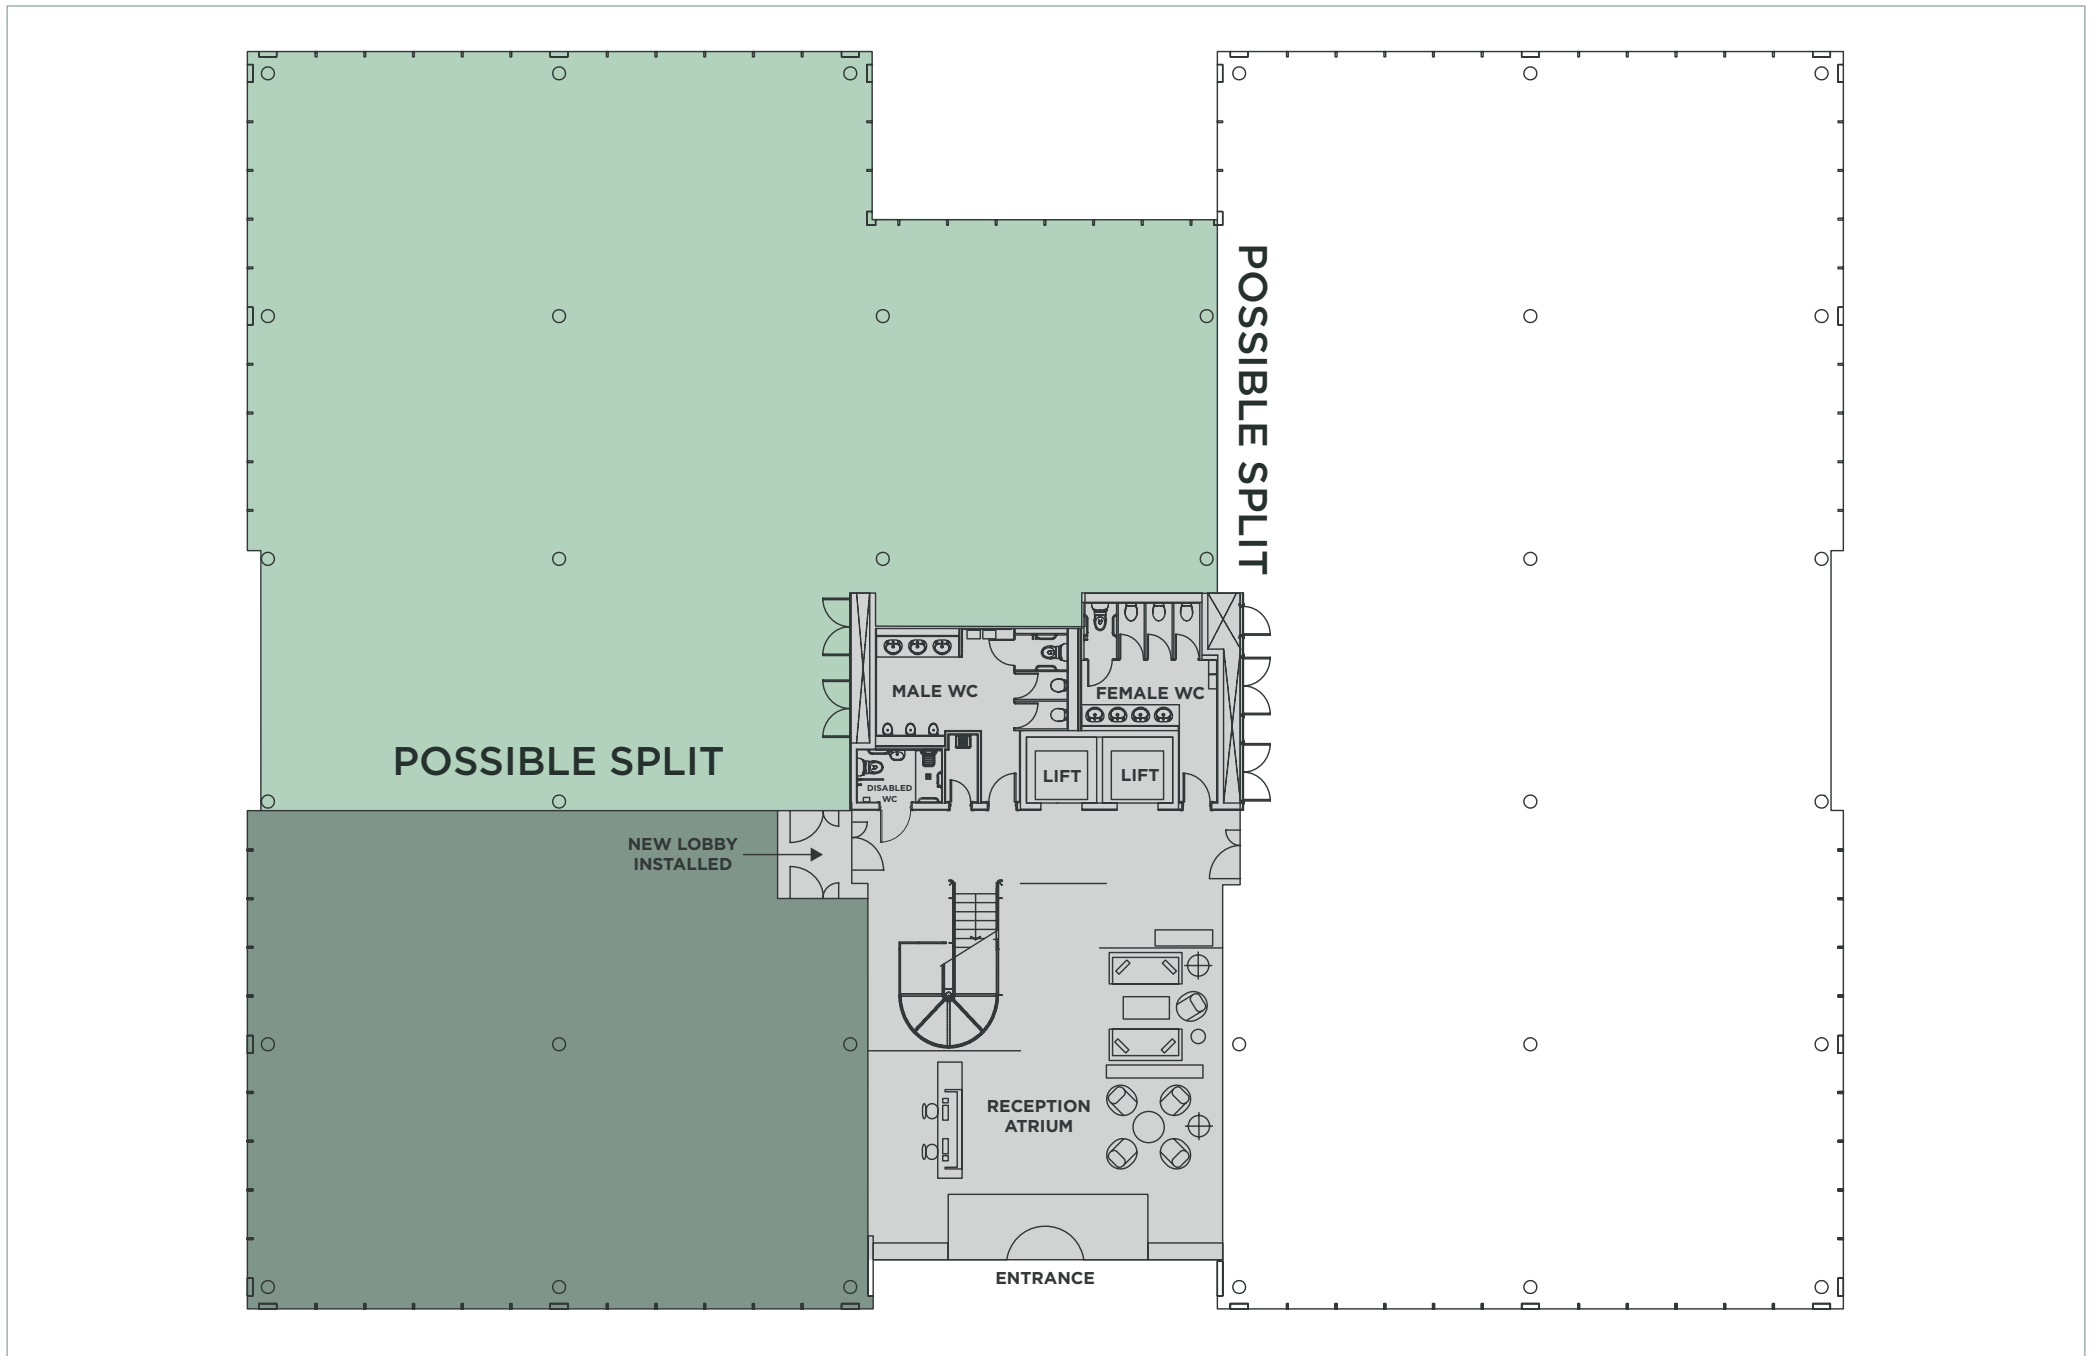 POSSIBLE SPLIT
MALE WC
FEMALE WC
POSSIBLE SPLIT
LIFT
LIFT
DISABLED
WC
NEW LOBBY
INSTALLED
RECEPTION
ATRIUM
ENTRANCE